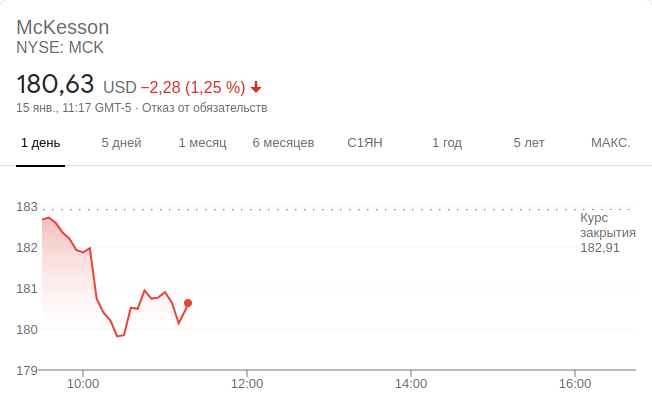 McKesson
NYSE: MCK
180,63 USD −2,28 (1,25 %)
15 янв., 11:17 GMT-5 · Отказ от обязательств
1 день 5 дней 1 месяц 6 месяцев С1ЯН 1 год 5 лет МАКС.
183
Курс
закрытия
182,91
182
181
180
179
10:00 12:00 14:00 16:00